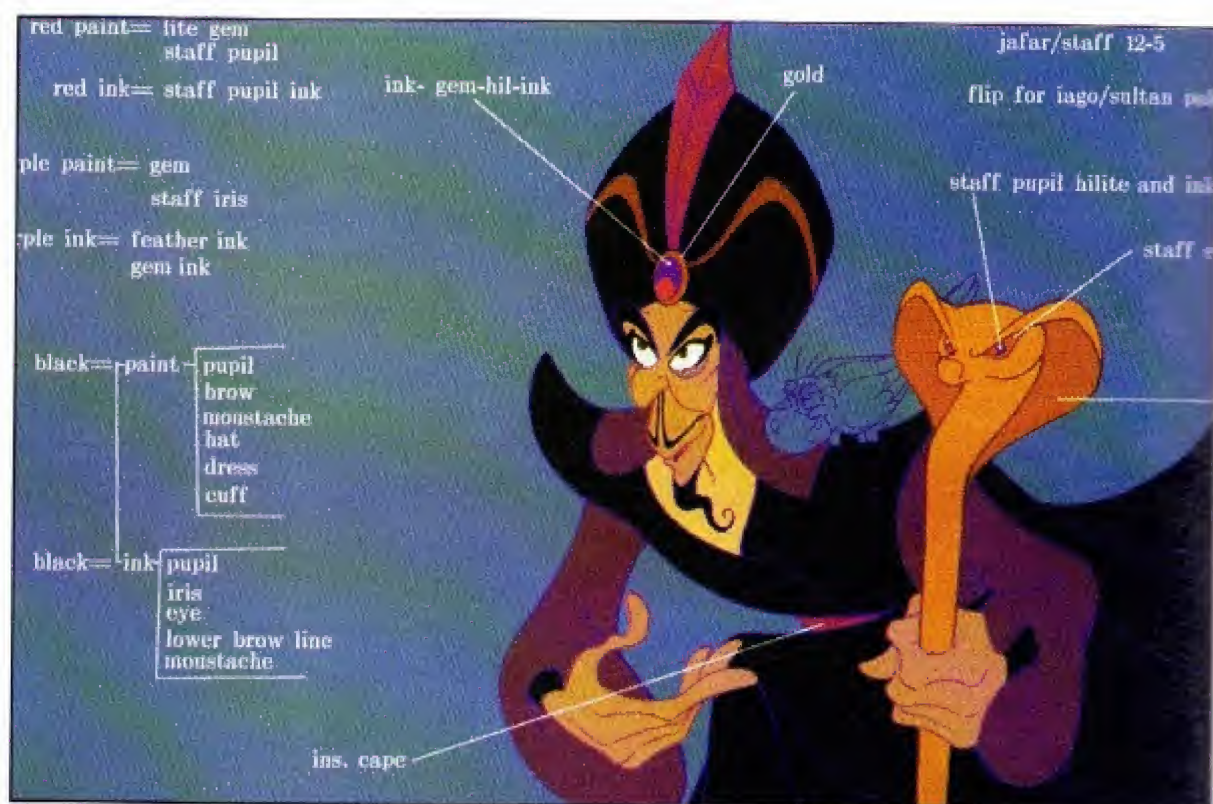 red paint= lite gem
staff pupil
red ink= staff pupil ink
ple paint= gem
staff iris
ple ink= feather ink
gem ink
black= paint
pupil
brow
moustache
hat
dress
cuff
black= ink
pupil
iris
eye
lower brow line
moustache
ink- gem-hil-ink
gold
ins. cape
jafar/staff 12-5
flip for iago/sultan
staff pupil hilite and ink
staff